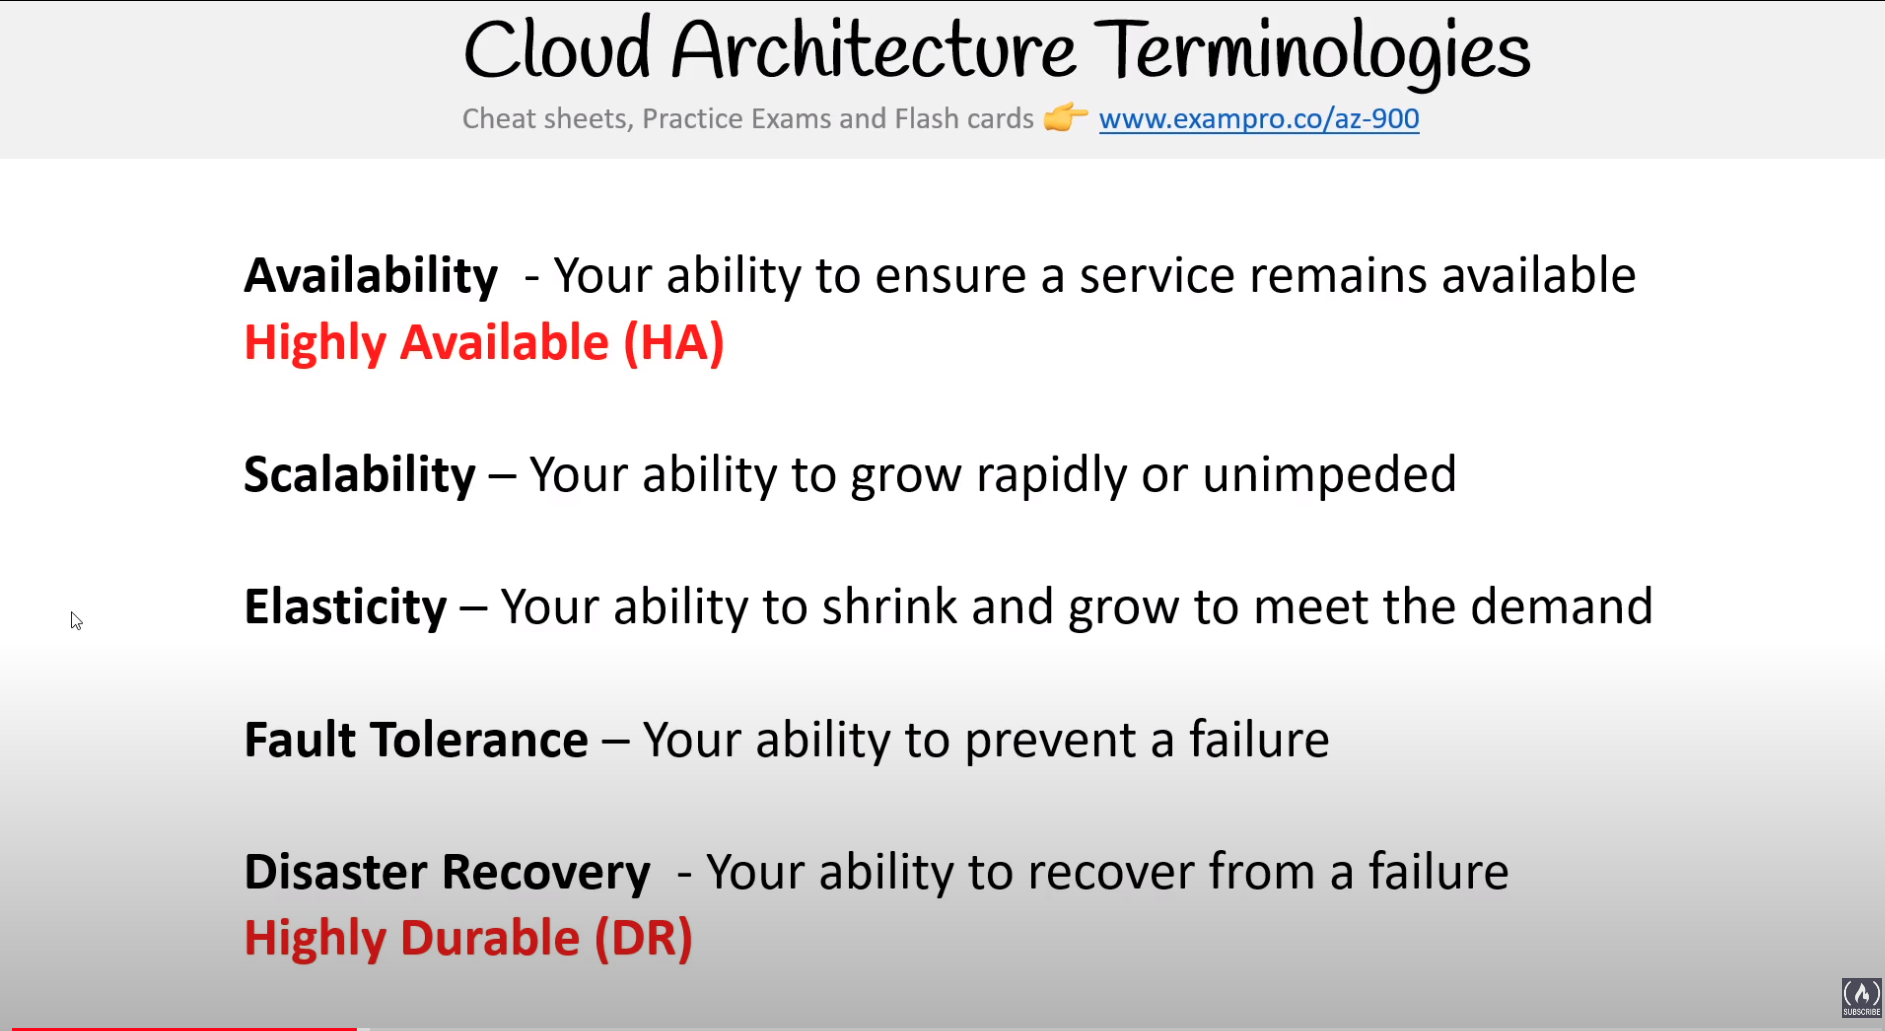 Cloud Architecture Terminologies
Cheat sheets, Practice Exams and Flash cards 👉 www.exampro.co/az-900
Availability - Your ability to ensure a service remains available
Highly Available (HA)
Scalability – Your ability to grow rapidly or unimpeded
Elasticity – Your ability to shrink and grow to meet the demand
Fault Tolerance – Your ability to prevent a failure
Disaster Recovery - Your ability to recover from a failure
Highly Durable (DR)
SUBSCRIBE